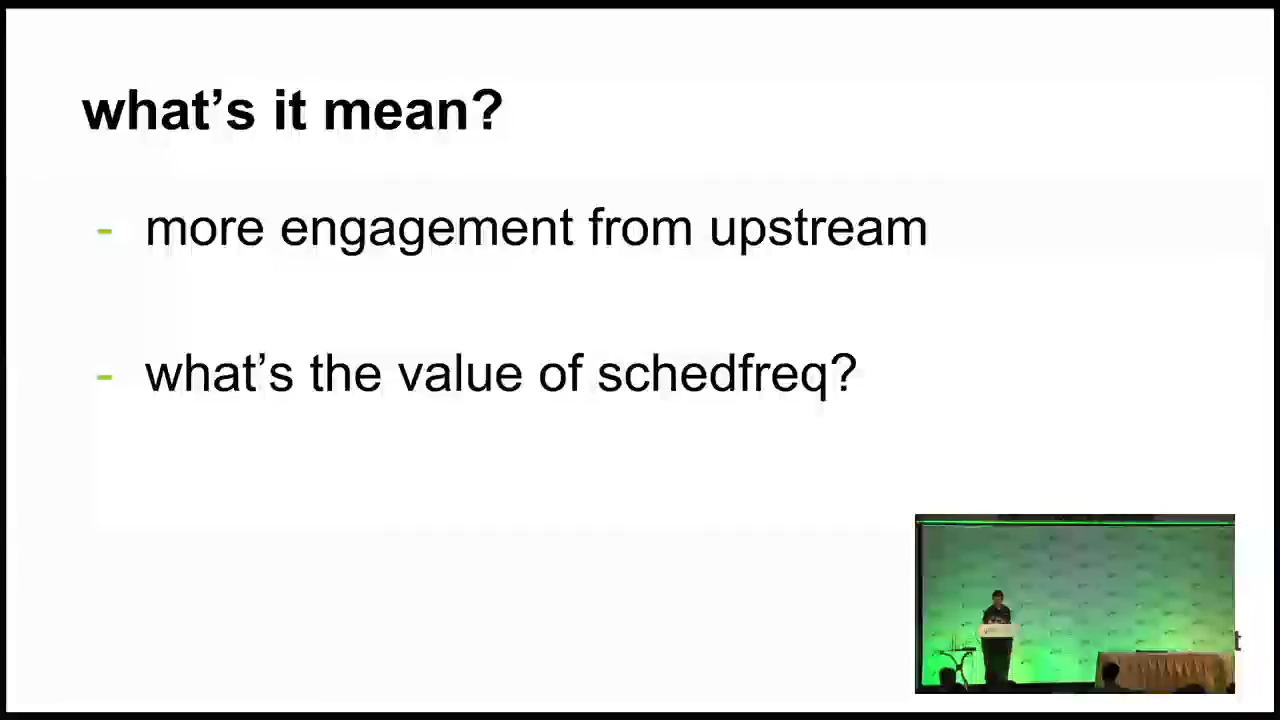 what's it mean?
- more engagement from upstream
- what's the value of schedfreq?
t